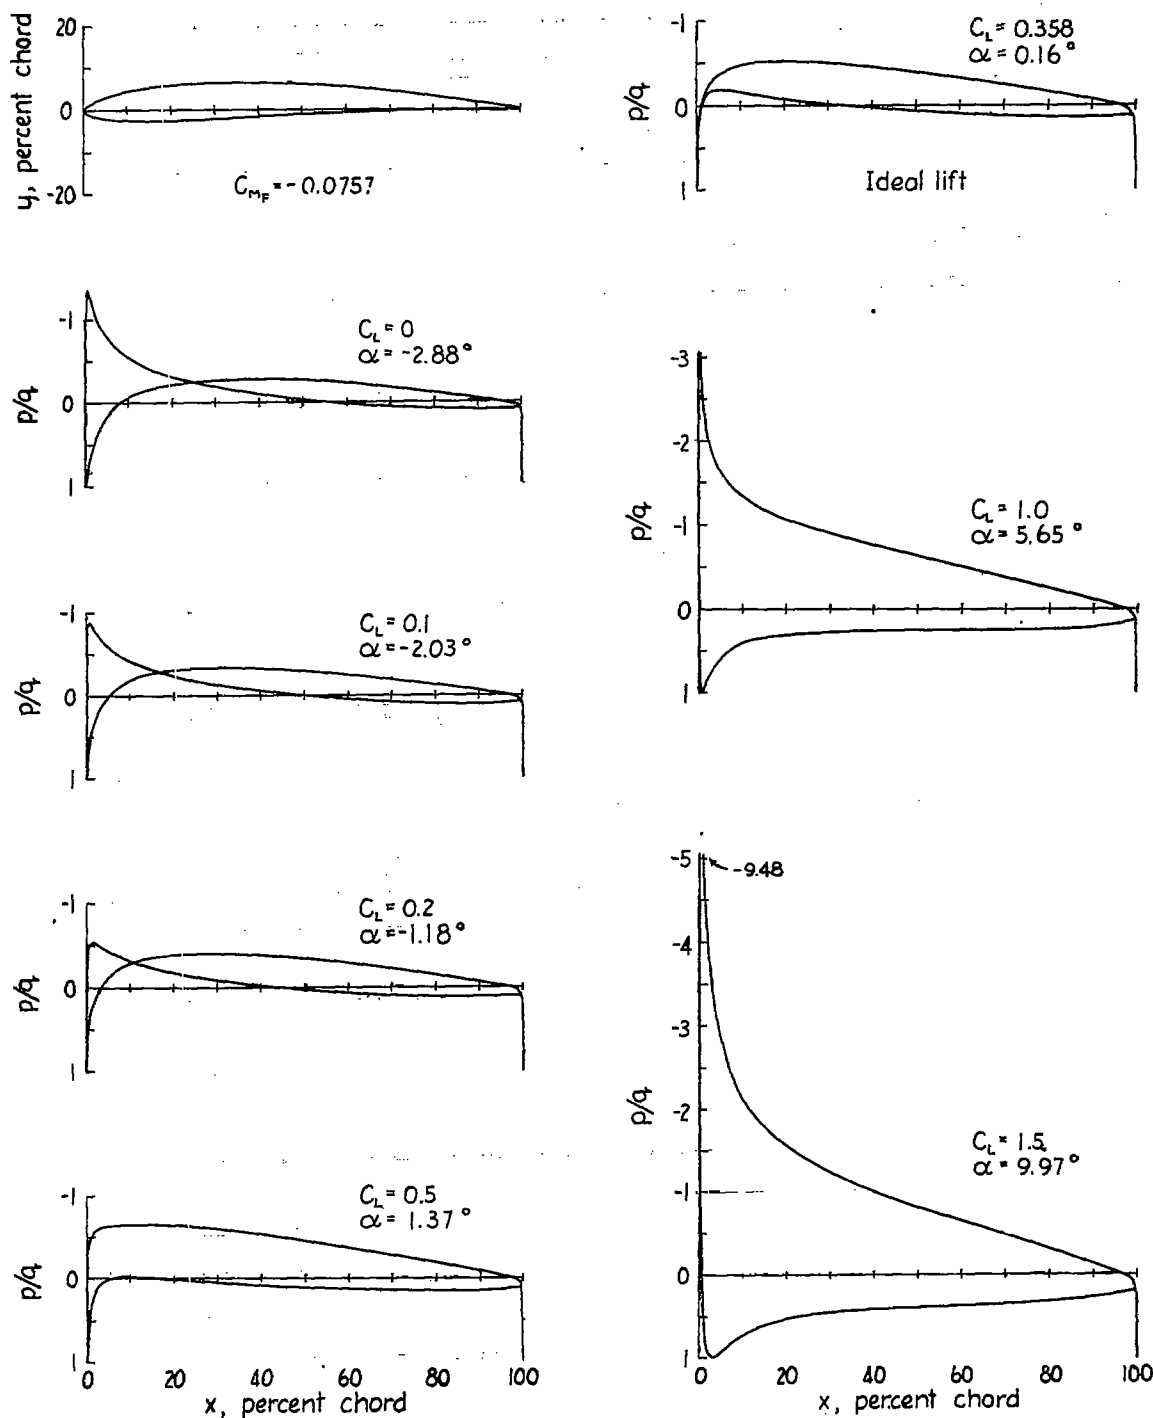 y, percent chord
20
0
-20
C_MF = -0.0757
p/q
-1
0
1
C_L = 0.358
α = 0.16°
Ideal lift
p/q
-1
0
1
C_L = 0
α = -2.88°
p/q
-3
-2
-1
0
1
C_L = 1.0
α = 5.65°
p/q
-1
0
1
C_L = 0.1
α = -2.03°
p/q
-1
0
1
C_L = 0.2
α = -1.18°
p/q
-5
-4
-3
-2
-1
0
1
-9.48
C_L = 1.5
α = 9.97°
0 20 40 60 80 100
x, percent chord
p/q
-1
0
1
C_L = 0.5
α = 1.37°
0 20 40 60 80 100
x, percent chord